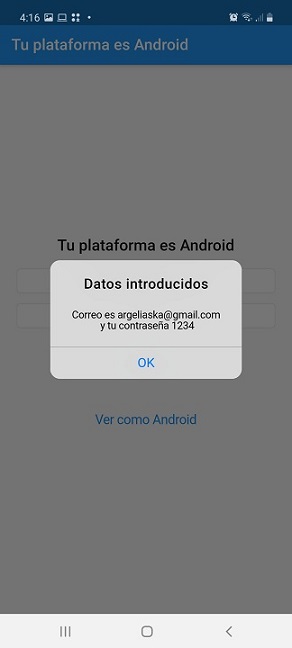 4:16
Tu plataforma es Android
Tu plataforma es Android
Datos introducidos
Correo es argeliaska@gmail.com
y tu contraseña 1234
OK
Ver como Android